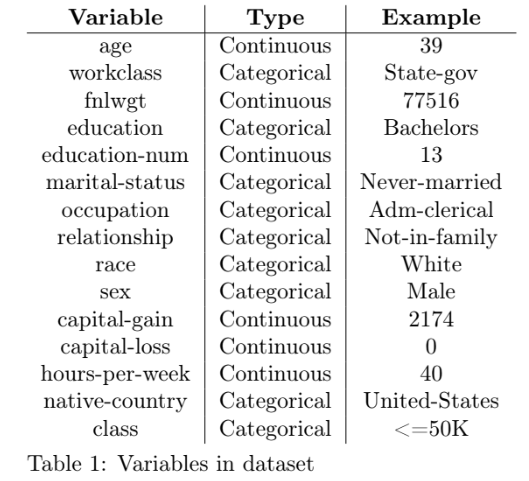 Variable Type Example
age Continuous 39
workclass Categorical State-gov
fnlwgt Continuous 77516
education Categorical Bachelors
education-num Continuous 13
marital-status Categorical Never-married
occupation Categorical Adm-clerical
relationship Categorical Not-in-family
race Categorical White
sex Categorical Male
capital-gain Continuous 2174
capital-loss Continuous 0
hours-per-week Continuous 40
native-country Categorical United-States
class Categorical <=50K
Table 1: Variables in dataset